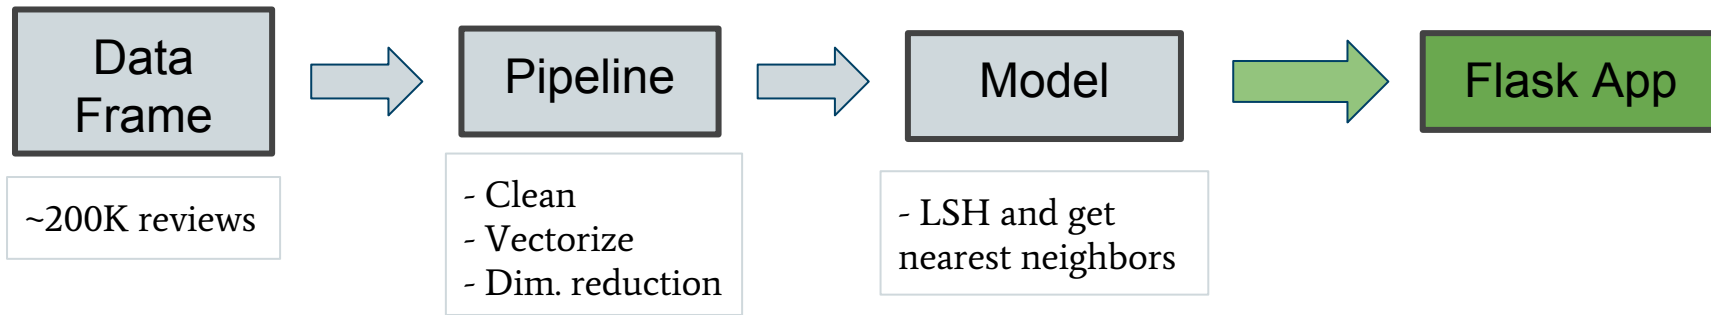 Data
Frame
Pipeline
Model
Flask App
~200K reviews
- Clean
- Vectorize
- Dim. reduction
- LSH and get
nearest neighbors